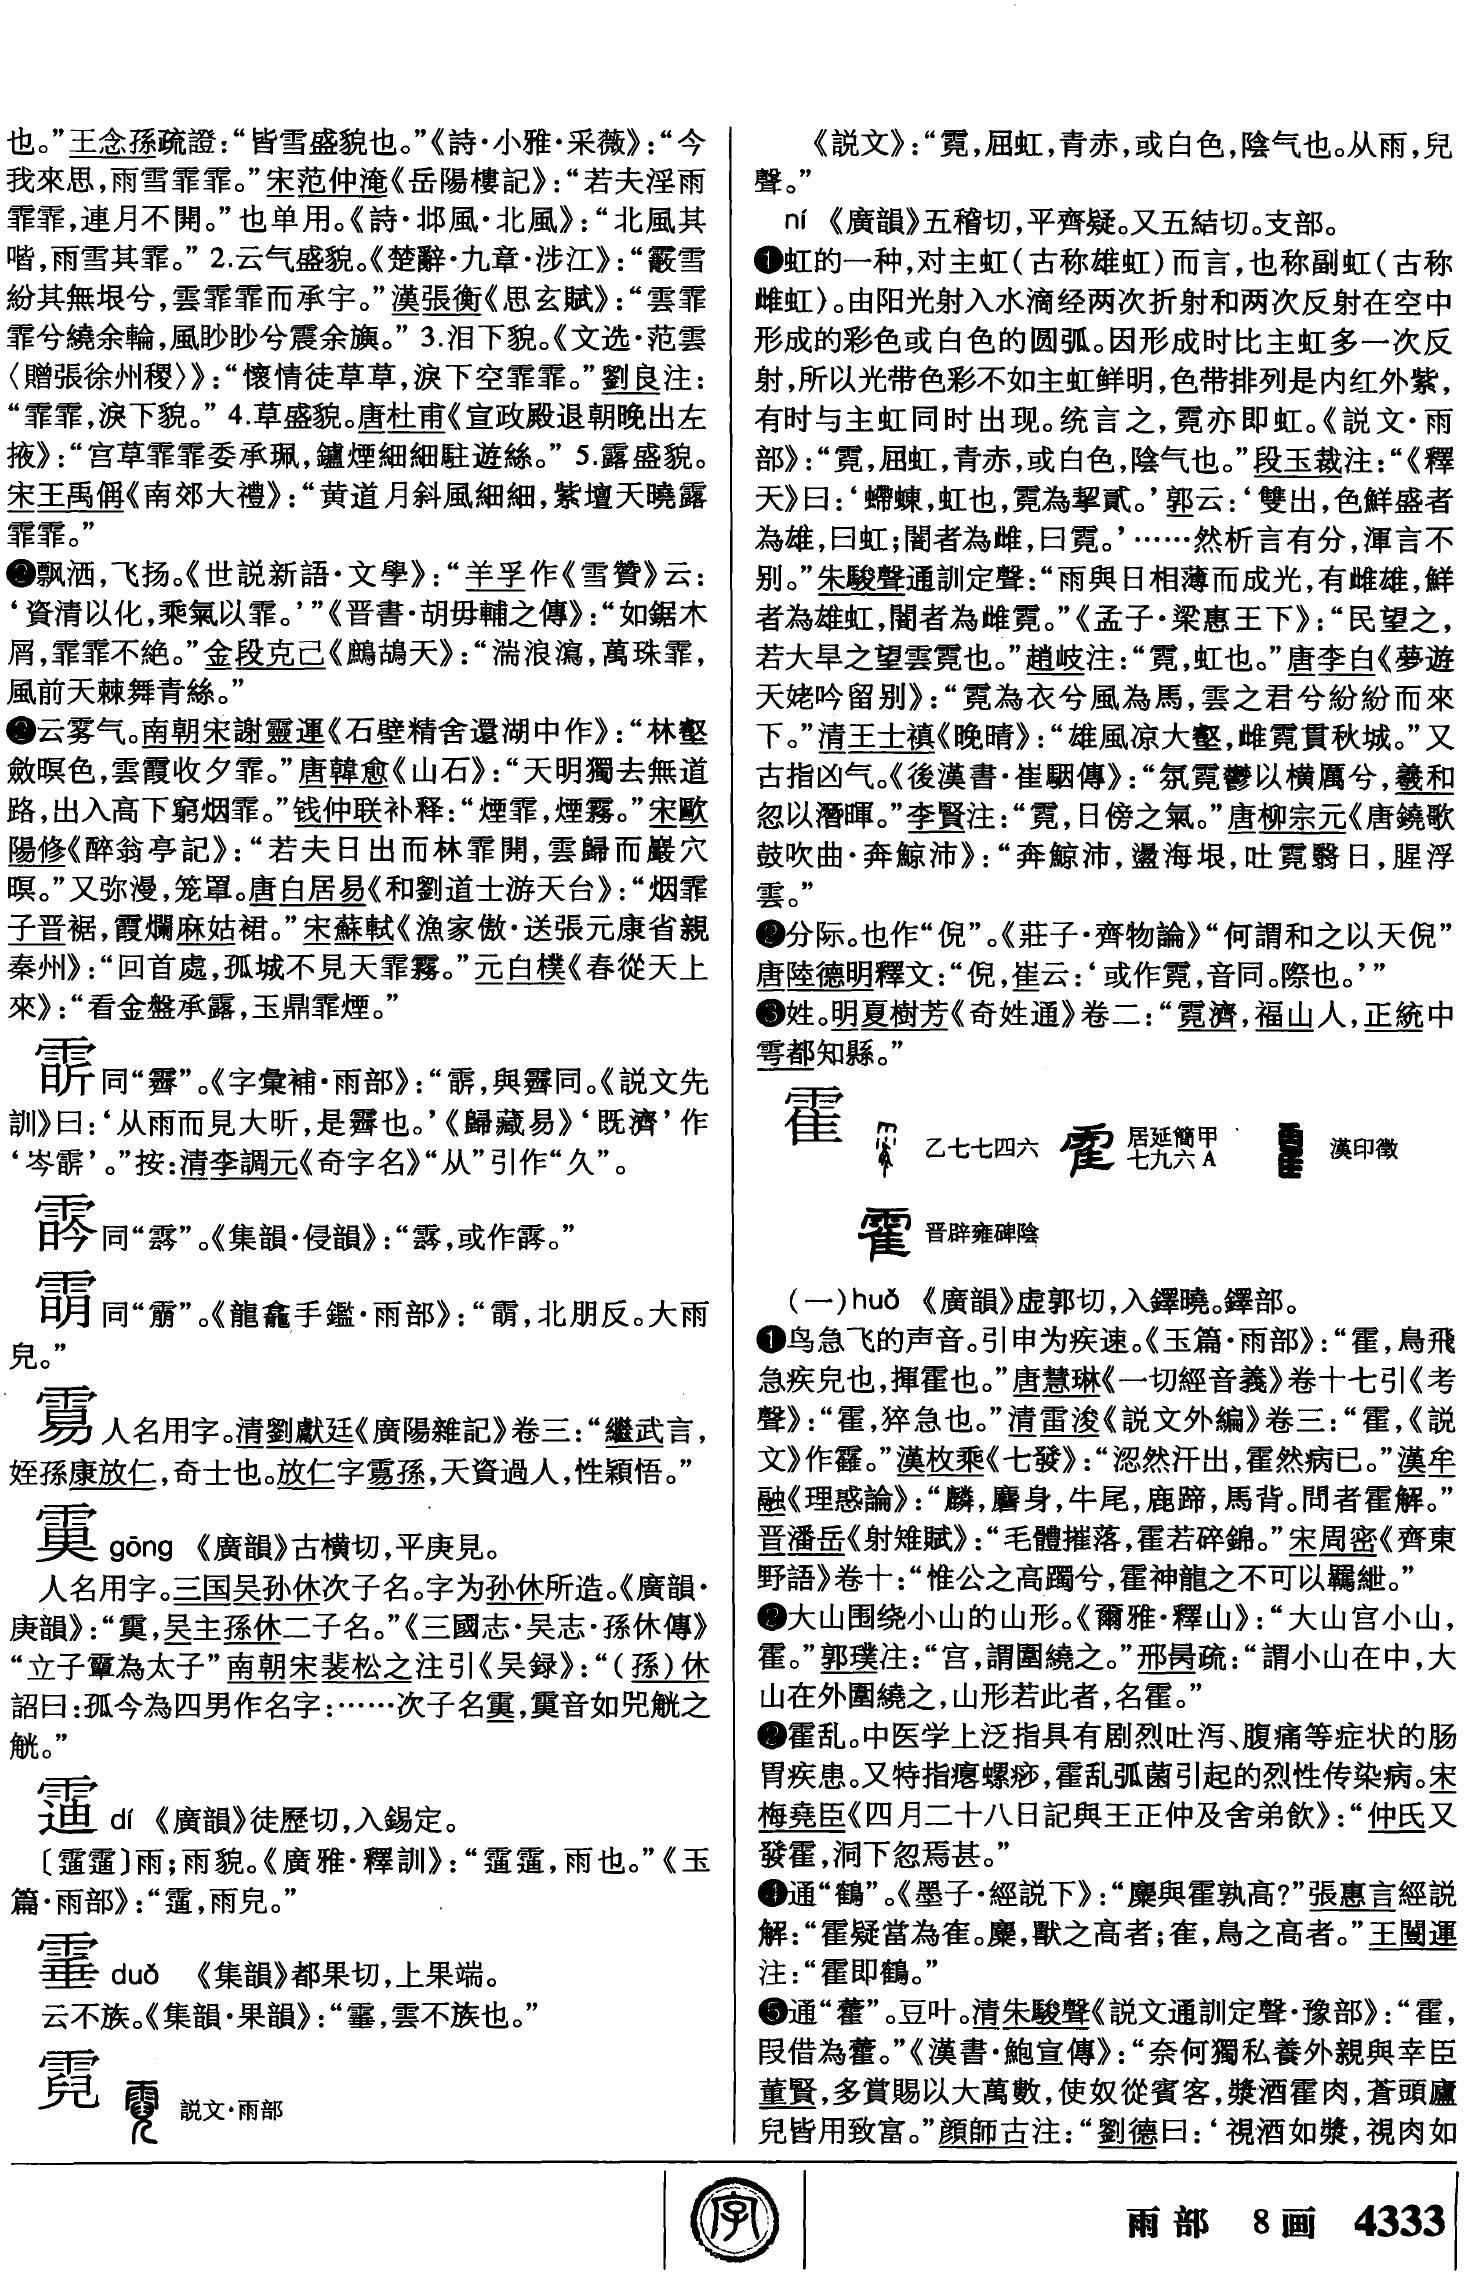 也。”王念孫疏證：“皆雪盛貌也。”《詩·小雅·采薇》：“今
我來思，雨雪霏霏。”宋范仲淹《岳陽樓記》：“若夫淫雨
霏霏，連月不開。”也单用。《詩·邶風·北風》：“北風其
喈，雨雪其霏。” 2.云气盛貌。《楚辭·九章·涉江》：“霰雪
紛其無垠兮，雲霏霏而承宇。”漢張衡《思玄賦》：“雲霏
霏兮繞余輪，風眇眇兮震余旟。” 3.泪下貌。《文选·范雲
〈贈張徐州稷〉》：“懷情徒草草，淚下空霏霏。”劉良注：
“霏霏，淚下貌。” 4.草盛貌。唐杜甫《宣政殿退朝晚出左
掖》：“宫草霏霏委承珮，鑪煙細細駐遊絲。” 5.露盛貌。
宋王禹偁《南郊大禮》：“黄道月斜風細細，紫壇天曉露
霏霏。”
❷飘洒，飞扬。《世説新語·文學》：“羊孚作《雪贊》云：
‘資清以化，乘氣以霏。’”《晋書·胡毋輔之傳》：“如鋸木
屑，霏霏不絶。”金段克己《鷓鴣天》：“湍浪瀉，萬珠霏，
風前天棘舞青絲。”
❸云雾气。南朝宋謝靈運《石壁精舍還湖中作》：“林壑
斂暝色，雲霞收夕霏。”唐韓愈《山石》：“天明獨去無道
路，出入高下窮烟霏。”钱仲联补释：“煙霏，煙霧。”宋歐
陽修《醉翁亭記》：“若夫日出而林霏開，雲歸而巖穴
暝。”又弥漫，笼罩。唐白居易《和劉道士游天台》：“烟霏
子晋裾，霞爛麻姑裙。”宋蘇軾《漁家傲·送張元康省親
秦州》：“回首處，孤城不見天霏霧。”元白樸《春從天上
來》：“看金盤承露，玉鼎霏煙。”
同“霽”。《字彙補·雨部》：“，與霽同。《説文先
訓》曰：‘从雨而見大昕，是霽也。’《歸藏易》‘既濟’作
‘岑’。”按：清李調元《奇字名》“从”引作“久”。
同“霒”。《集韻·侵韻》：“，或作。”
同“霌”。《龍龕手鑑·雨部》：“，北朋反。大雨
皃。”
人名用字。清劉獻廷《廣陽雜記》卷三：“繼武言，
姪孫康放仁，奇士也。放仁字孫，天資過人，性穎悟。”
gōng 《廣韻》古横切，平庚見。
人名用字。三国吴孙休次子名。字为孙休所造。《廣韻·
庚韻》：“，吴主孫休二子名。”《三國志·吴志·孫休傳》
“立子𩅦為太子”南朝宋裴松之注引《吴録》：“（孫）休
詔曰：孤今為四男作名字：……次子名，音如兕觥之
觥。”
dí 《廣韻》徒歷切，入錫定。
〔〕雨；雨貌。《廣雅·釋訓》：“，雨也。”《玉
篇·雨部》：“，雨皃。”
duǒ 《集韻》都果切，上果端。
云不族。《集韻·果韻》：“，雲不族也。”
霓 説文·雨部
《説文》：“霓，屈虹，青赤，或白色，陰气也。从雨，兒
聲。”
ní 《廣韻》五稽切，平齊疑。又五結切。支部。
❶虹的一种，对主虹（古称雄虹）而言，也称副虹（古称
雌虹）。由阳光射入水滴经两次折射和两次反射在空中
形成的彩色或白色的圆弧。因形成时比主虹多一次反
射，所以光带色彩不如主虹鲜明，色带排列是内红外紫，
有时与主虹同时出现。统言之，霓亦即虹。《説文·雨
部》：“霓，屈虹，青赤，或白色，陰气也。”段玉裁注：“《釋
天》曰：‘螮蝀，虹也，霓為挈貳。’郭云：‘雙出，色鮮盛者
為雄，曰虹；闇者為雌，曰霓。’……然析言有分，渾言不
别。”朱駿聲通訓定聲：“雨與日相薄而成光，有雌雄，鮮
者為雄虹，闇者為雌霓。”《孟子·梁惠王下》：“民望之，
若大旱之望雲霓也。”趙岐注：“霓，虹也。”唐李白《夢遊
天姥吟留别》：“霓為衣兮風為馬，雲之君兮紛紛而來
下。”清王士禛《晚晴》：“雄風凉大壑，雌霓貫秋城。”又
古指凶气。《後漢書·崔駰傳》：“氛霓鬱以横厲兮，羲和
忽以潛暉。”李賢注：“霓，日傍之氣。”唐柳宗元《唐鐃歌
鼓吹曲·奔鯨沛》：“奔鯨沛，盪海垠，吐霓翳日，腥浮
雲。”
❷分际。也作“倪”。《莊子·齊物論》“何謂和之以天倪”
唐陸德明釋文：“倪，崔云：‘或作霓，音同。際也。’”
❸姓。明夏樹芳《奇姓通》卷二：“霓濟，福山人，正統中
雩都知縣。”
霍 乙七七四六 居延簡甲七九六A 漢印徵
晋辟雍碑陰
（一）huǒ 《廣韻》虚郭切，入鐸曉。鐸部。
❶鸟急飞的声音。引申为疾速。《玉篇·雨部》：“霍，鳥飛
急疾皃也，揮霍也。”唐慧琳《一切經音義》卷十七引《考
聲》：“霍，猝急也。”清雷浚《説文外編》卷三：“霍，《説
文》作靃。”漢枚乘《七發》：“涊然汗出，霍然病已。”漢牟
融《理惑論》：“麟，麏身，牛尾，鹿蹄，馬背。問者霍解。”
晋潘岳《射雉賦》：“毛體摧落，霍若碎錦。”宋周密《齊東
野語》卷十：“惟公之高躅兮，霍神龍之不可以羈紲。”
❷大山围绕小山的山形。《爾雅·釋山》：“大山宫小山，
霍。”郭璞注：“宫，謂圍繞之。”邢昺疏：“謂小山在中，大
山在外圍繞之，山形若此者，名霍。”
❸霍乱。中医学上泛指具有剧烈吐泻、腹痛等症状的肠
胃疾患。又特指瘪螺痧，霍乱弧菌引起的烈性传染病。宋
梅堯臣《四月二十八日記與王正仲及舍弟飲》：“仲氏又
發霍，洞下忽焉甚。”
❹通“鶴”。《墨子·經説下》：“麋與霍孰高？”張惠言經説
解：“霍疑當為隺。麋，獸之高者；隺，鳥之高者。”王闓運
注：“霍即鶴。”
❺通“藿”。豆叶。清朱駿聲《説文通訓定聲·豫部》：“霍，
叚借為藿。”《漢書·鮑宣傳》：“奈何獨私養外親與幸臣
董賢，多賞賜以大萬數，使奴從賓客，漿酒霍肉，蒼頭廬
兒皆用致富。”顔師古注：“劉德曰：‘視酒如漿，視肉如
字
雨部 8画 4333